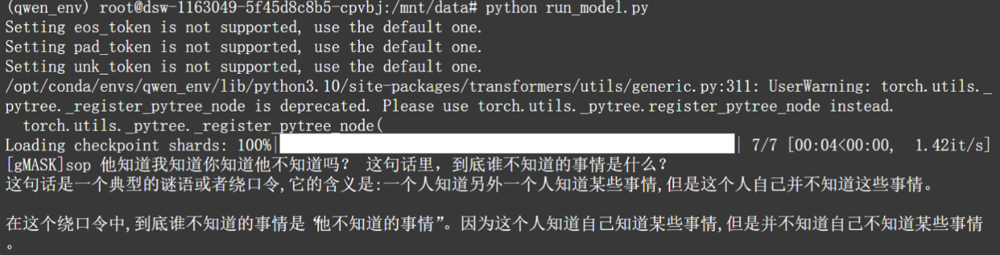 (qwen_env) root@dsw-1163049-5f45d8c8b5-cpvbj:/mnt/data# python run_model.py
Setting eos_token is not supported, use the default one.
Setting pad_token is not supported, use the default one.
Setting unk_token is not supported, use the default one.
/opt/conda/envs/qwen_env/lib/python3.10/site-packages/transformers/utils/generic.py:311: UserWarning: torch.utils._
pytree._register_pytree_node is deprecated. Please use torch.utils._pytree.register_pytree_node instead.
  torch.utils._pytree._register_pytree_node(
Loading checkpoint shards: 100%|██████████| 7/7 [00:04<00:00,  1.42it/s]
[gMASK]sop 他知道我知道你知道他不知道吗？ 这句话里，到底谁不知道的事情是什么？
这句话是一个典型的谜语或者绕口令,它的含义是:一个人知道另外一个人知道某些事情,但是这个人自己并不知道这些事情。
在这个绕口令中,到底谁不知道的事情是“他不知道的事情”。因为这个人知道自己知道某些事情,但是并不知道自己不知道某些事情
。